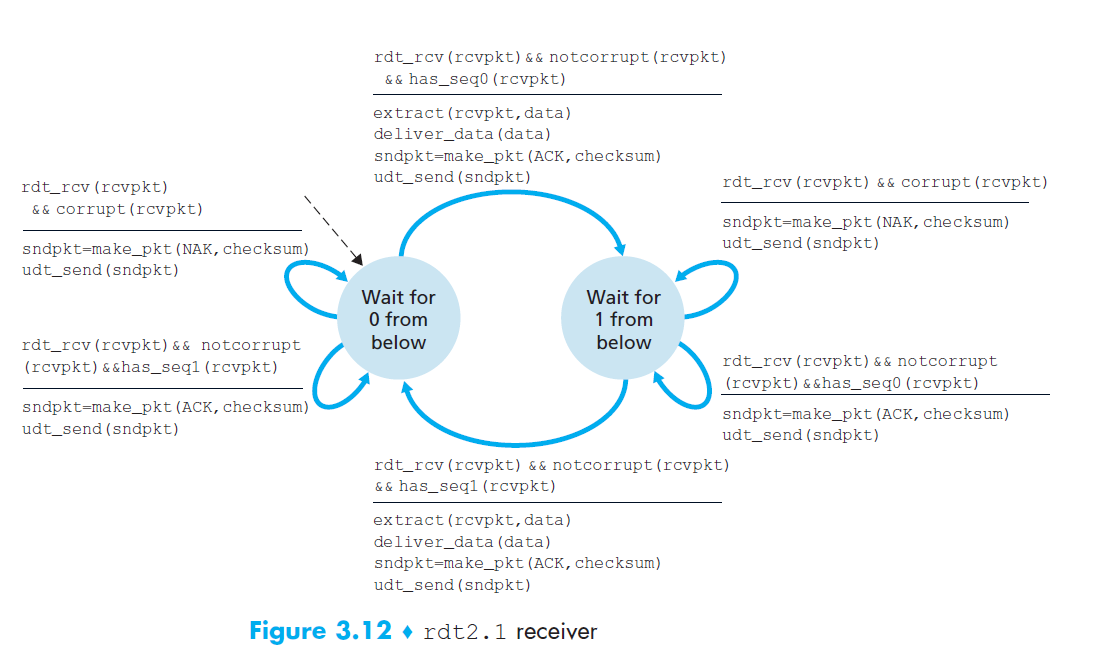 rdt_rcv(rcvpkt) && notcorrupt(rcvpkt)
&& has_seq0(rcvpkt)
extract(rcvpkt,data)
deliver_data(data)
sndpkt=make_pkt(ACK,checksum)
udt_send(sndpkt)
rdt_rcv(rcvpkt)
&& corrupt(rcvpkt)
sndpkt=make_pkt(NAK,checksum)
udt_send(sndpkt)
rdt_rcv(rcvpkt) && corrupt(rcvpkt)
sndpkt=make_pkt(NAK,checksum)
udt_send(sndpkt)
Wait for
0 from
below
Wait for
1 from
below
rdt_rcv(rcvpkt)&& notcorrupt
(rcvpkt)&&has_seq1(rcvpkt)
sndpkt=make_pkt(ACK,checksum)
udt_send(sndpkt)
rdt_rcv(rcvpkt)&& notcorrupt
(rcvpkt)&&has_seq0(rcvpkt)
sndpkt=make_pkt(ACK,checksum)
udt_send(sndpkt)
rdt_rcv(rcvpkt) && notcorrupt(rcvpkt)
&& has_seq1(rcvpkt)
extract(rcvpkt,data)
deliver_data(data)
sndpkt=make_pkt(ACK,checksum)
udt_send(sndpkt)
Figure 3.12 ♦ rdt2.1 receiver